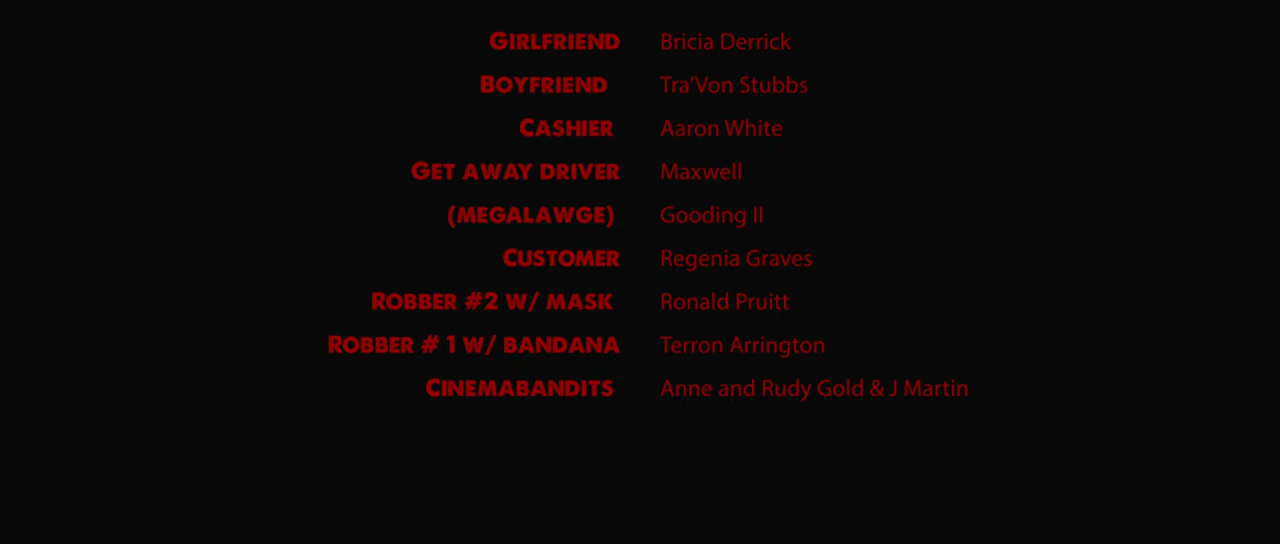 Girlfriend Bricia Derrick
Boyfriend Tra'Von Stubbs
Cashier Aaron White
Get away driver Maxwell
(megalawge) Gooding II
Customer Regenia Graves
Robber #2 w/ mask Ronald Pruitt
Robber # 1 w/ bandana Terron Arrington
Cinemabandits Anne and Rudy Gold & J Martin